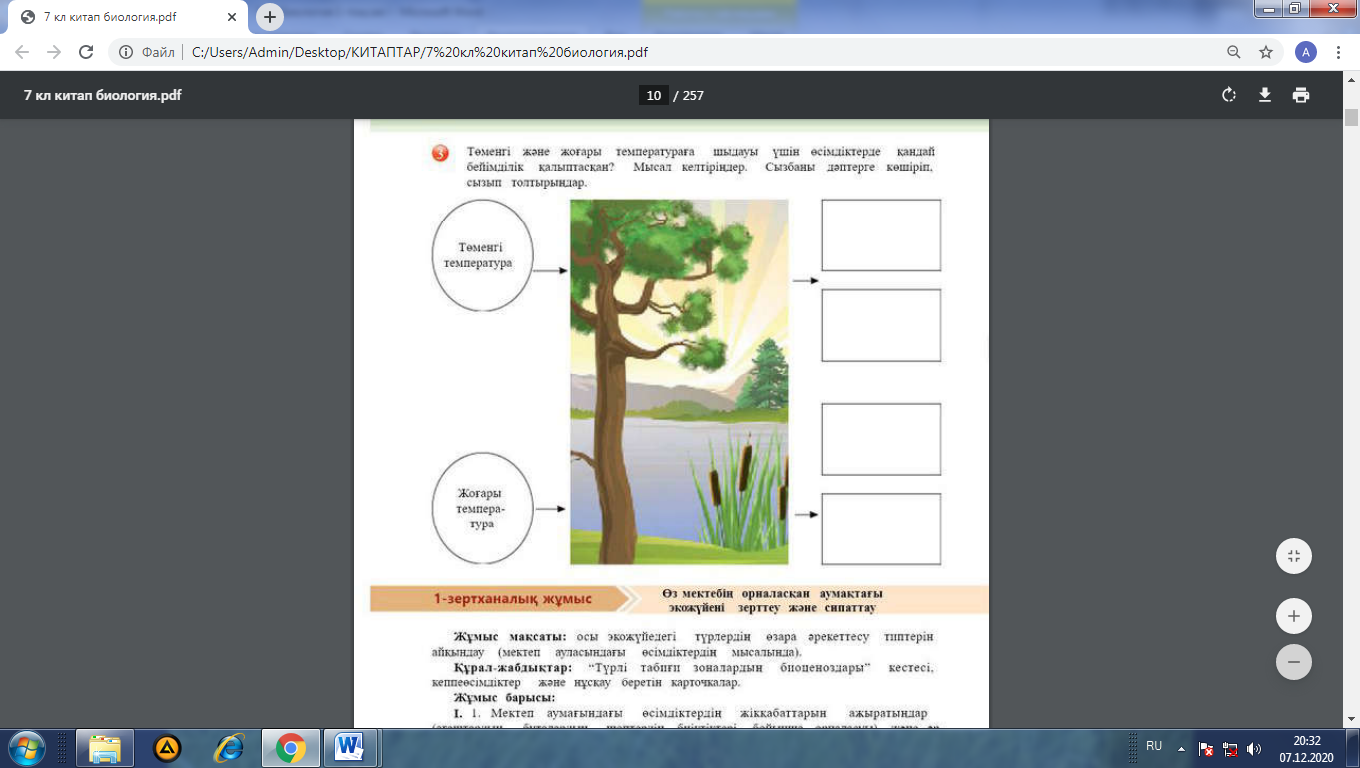 7 кл китап биология.pdf
Файл C:/Users/Admin/Desktop/КИТАПТАР/7%20кл%20китап%20биология.pdf
A
7 кл китап биология.pdf
10 / 257
3 Төменгі және жоғары температураға шыдауы үшін өсімдіктерде қандай
бейімділік қалыптасқан? Мысал келтіріңдер. Сызбаны дәптерге көшіріп,
сызып толтырыңдар.
Төменгі
температура
Жоғары
темпера-
тура
1-зертханалық жұмыс
Өз мектебің орналасқан аумақтағы
экожүйені зерттеу және сипаттау
Жұмыс мақсаты: осы экожүйедегі түрлердің өзара әрекеттесу типтерін
айқындау (мектеп ауласындағы өсімдіктердің мысалында).
Құрал-жабдықтар: “Түрлі табиғи зоналардың биоценоздары” кестесі,
кеппеөсімдіктер және нұсқау беретін карточкалар.
Жұмыс барысы:
I. 1. Мектеп аумағындағы өсімдіктердің жікқабаттарын ажыратыңдар
RU
20:32
07.12.2020